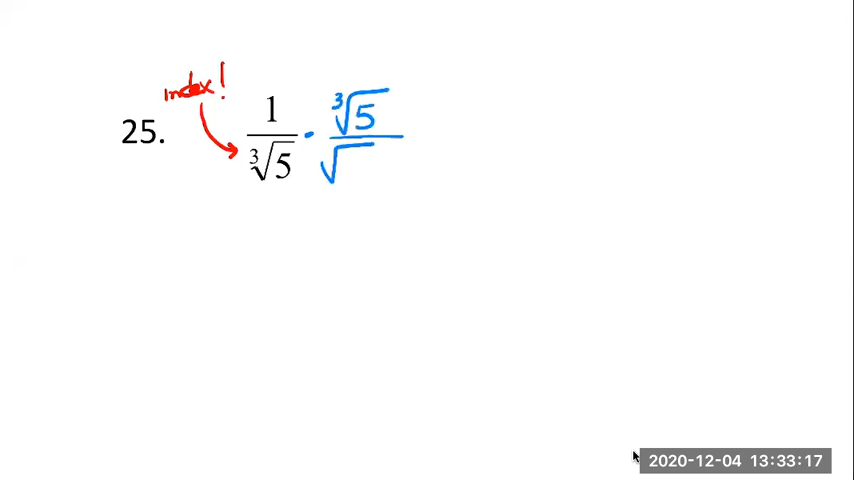 index!
25. 1/∛5 · ∛5/√
2020-12-04 13:33:17